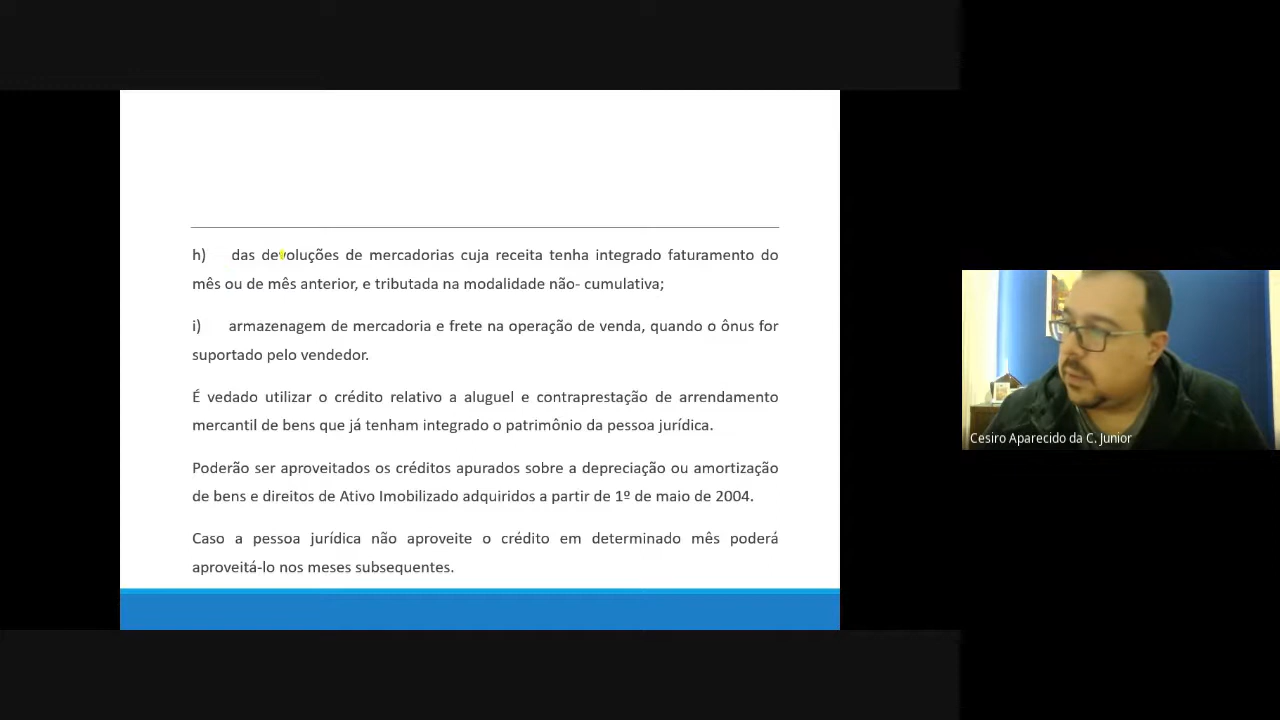 h) das devoluções de mercadorias cuja receita tenha integrado faturamento do
mês ou de mês anterior, e tributada na modalidade não- cumulativa;
i) armazenagem de mercadoria e frete na operação de venda, quando o ônus for
suportado pelo vendedor.
É vedado utilizar o crédito relativo a aluguel e contraprestação de arrendamento
mercantil de bens que já tenham integrado o patrimônio da pessoa jurídica.
Poderão ser aproveitados os créditos apurados sobre a depreciação ou amortização
de bens e direitos de Ativo Imobilizado adquiridos a partir de 1º de maio de 2004.
Caso a pessoa jurídica não aproveite o crédito em determinado mês poderá
aproveitá-lo nos meses subsequentes.
Cesiro Aparecido da C. Junior